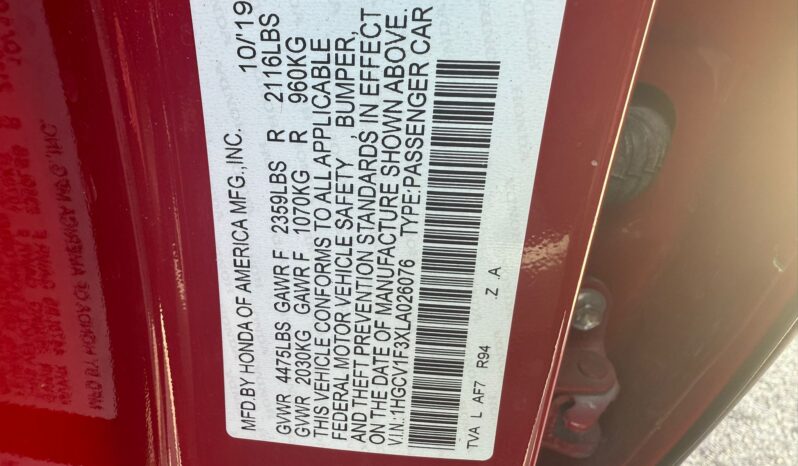 MFD.BY HONDA OF AMERICA MFG.,INC. 10/'19
GVWR 4475LBS GAWR F 2359LBS R 2116LBS
GVWR 2030KG GAWR F 1070KG R 960KG
THIS VEHICLE CONFORMS TO ALL APPLICABLE
FEDERAL MOTOR VEHICLE SAFETY , BUMPER,
AND THEFT PREVENTION STANDARDS IN EFFECT
ON THE DATE OF MANUFACTURE SHOWN ABOVE.
V.I.N.:1HGCV1F3XLA026076 TYPE:PASSENGER CAR
TVA L AF7 R94 .Z .A